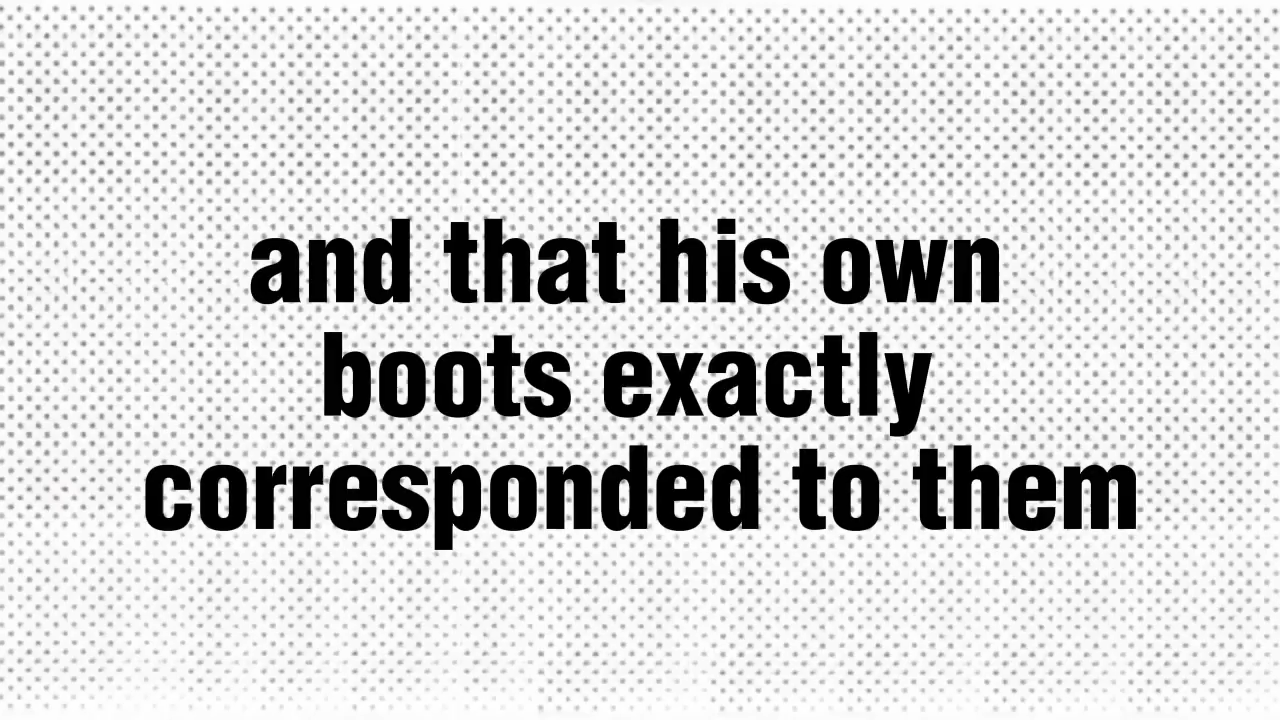 and that his own
boots exactly
corresponded to them